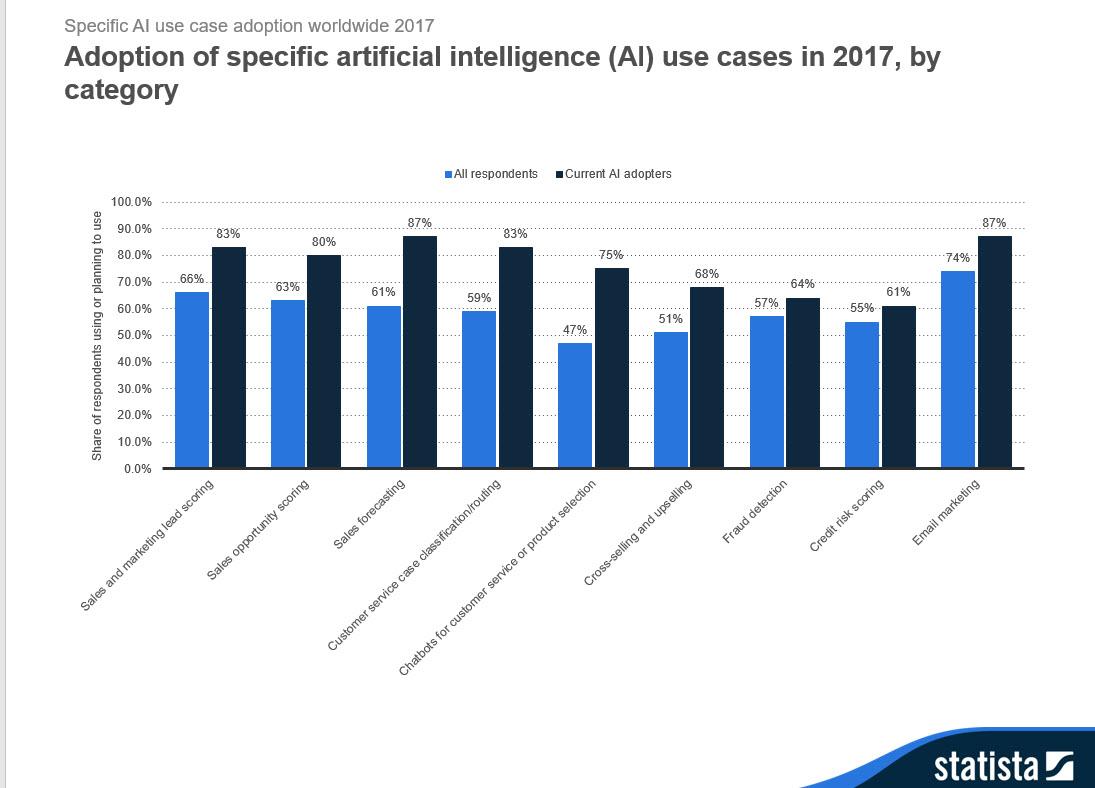 Specific AI use case adoption worldwide 2017
Adoption of specific artificial intelligence (AI) use cases in 2017, by
category
All respondents Current AI adopters
Share of respondents using or planning to use
100.0%
90.0%
80.0%
70.0%
60.0%
50.0%
40.0%
30.0%
20.0%
10.0%
0.0%
66% 83%
63% 80%
61% 87%
59% 83%
47% 75%
51% 68%
57% 64%
55% 61%
74% 87%
Sales and marketing lead scoring
Sales opportunity scoring
Sales forecasting
Customer service case classification/routing
Chatbots for customer service or product selection
Cross-selling and upselling
Fraud detection
Credit risk scoring
Email marketing
statista